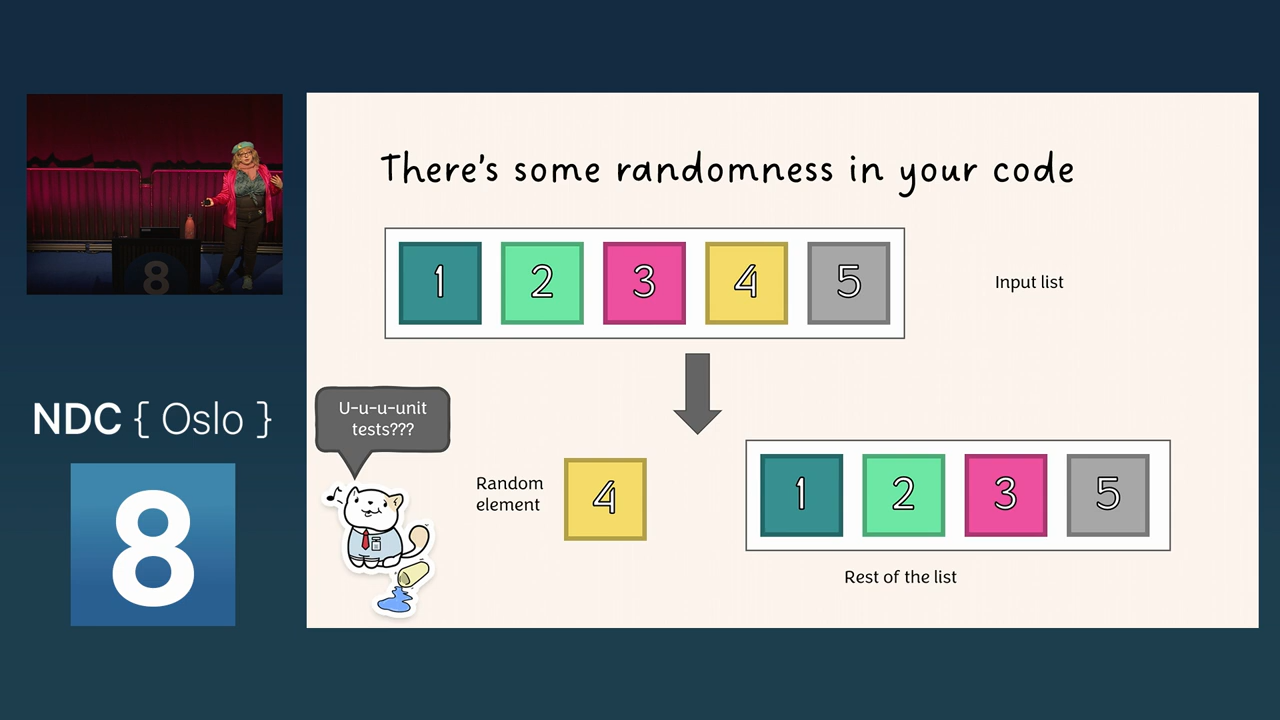 There's some randomness in your code
1 2 3 4 5
Input list
U-u-u-unit
tests???
Random
element
4
1 2 3 5
Rest of the list
8
NDC { Oslo }
8